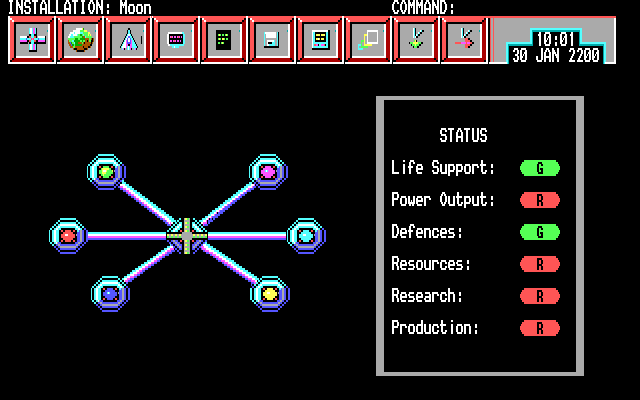 INSTALLATION: Moon COMMAND:
10:01
30 JAN 2200
STATUS
Life Support: G
Power Output: R
Defences: G
Resources: R
Research: R
Production: R